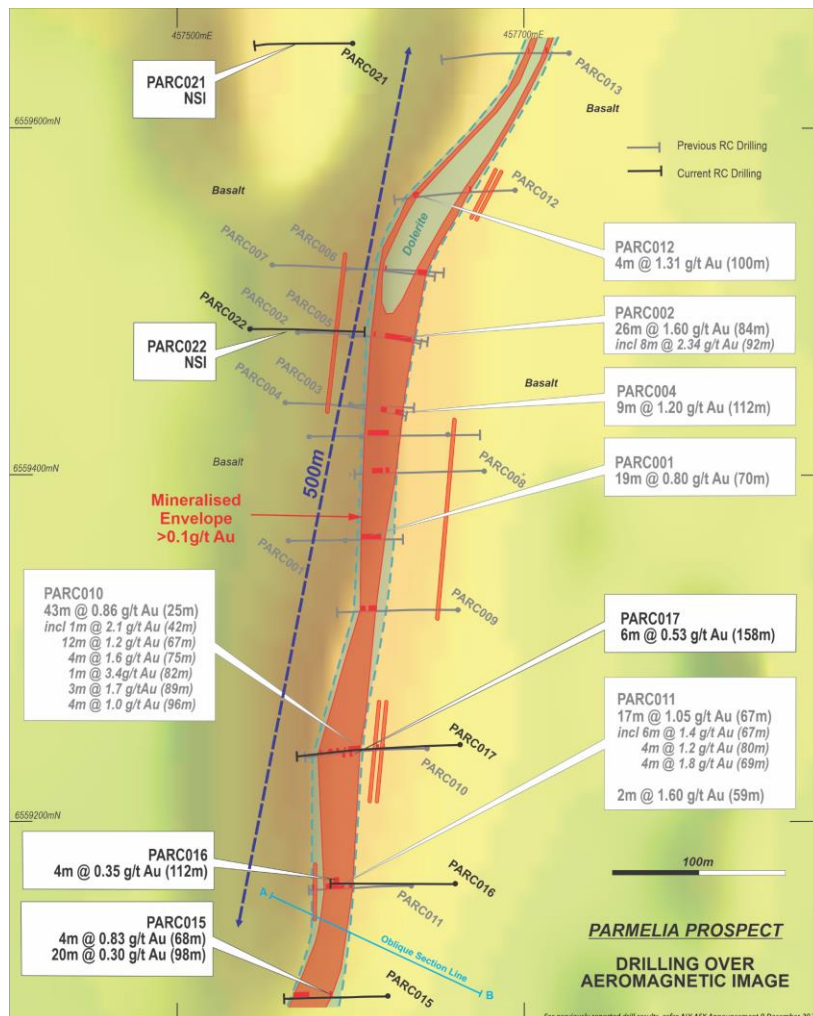 457500mE
457700mE
PARC021
NSI
PARC021
PARC013
6559600mN
Basalt
Previous RC Drilling
Current RC Drilling
Basalt
PARC012
Dolerite
PARC012
4m @ 1.31 g/t Au (100m)
PARC007
PARC006
PARC022
PARC002
PARC005
PARC002
26m @ 1.60 g/t Au (84m)
incl 8m @ 2.34 g/t Au (92m)
PARC022
NSI
PARC004
PARC003
Basalt
PARC004
9m @ 1.20 g/t Au (112m)
Basalt
500m
6559400mN
PARC008
PARC001
19m @ 0.80 g/t Au (70m)
Mineralised
Envelope
>0.1g/t Au
PARC001
PARC009
PARC010
43m @ 0.86 g/t Au (25m)
incl 1m @ 2.1 g/t Au (42m)
12m @ 1.2 g/t Au (67m)
4m @ 1.6 g/t Au (75m)
1m @ 3.4g/t Au (82m)
3m @ 1.7 g/tAu (89m)
4m @ 1.0 g/t Au (96m)
PARC017
6m @ 0.53 g/t Au (158m)
PARC011
17m @ 1.05 g/t Au (67m)
incl 6m @ 1.4 g/t Au (67m)
4m @ 1.2 g/t Au (80m)
4m @ 1.8 g/t Au (69m)
2m @ 1.60 g/t Au (59m)
PARC017
PARC010
6559200mN
PARC016
4m @ 0.35 g/t Au (112m)
PARC016
PARC011
100m
A
Oblique Section Line
B
PARC015
4m @ 0.83 g/t Au (68m)
20m @ 0.30 g/t Au (98m)
PARC015
PARMELIA PROSPECT
DRILLING OVER
AEROMAGNETIC IMAGE